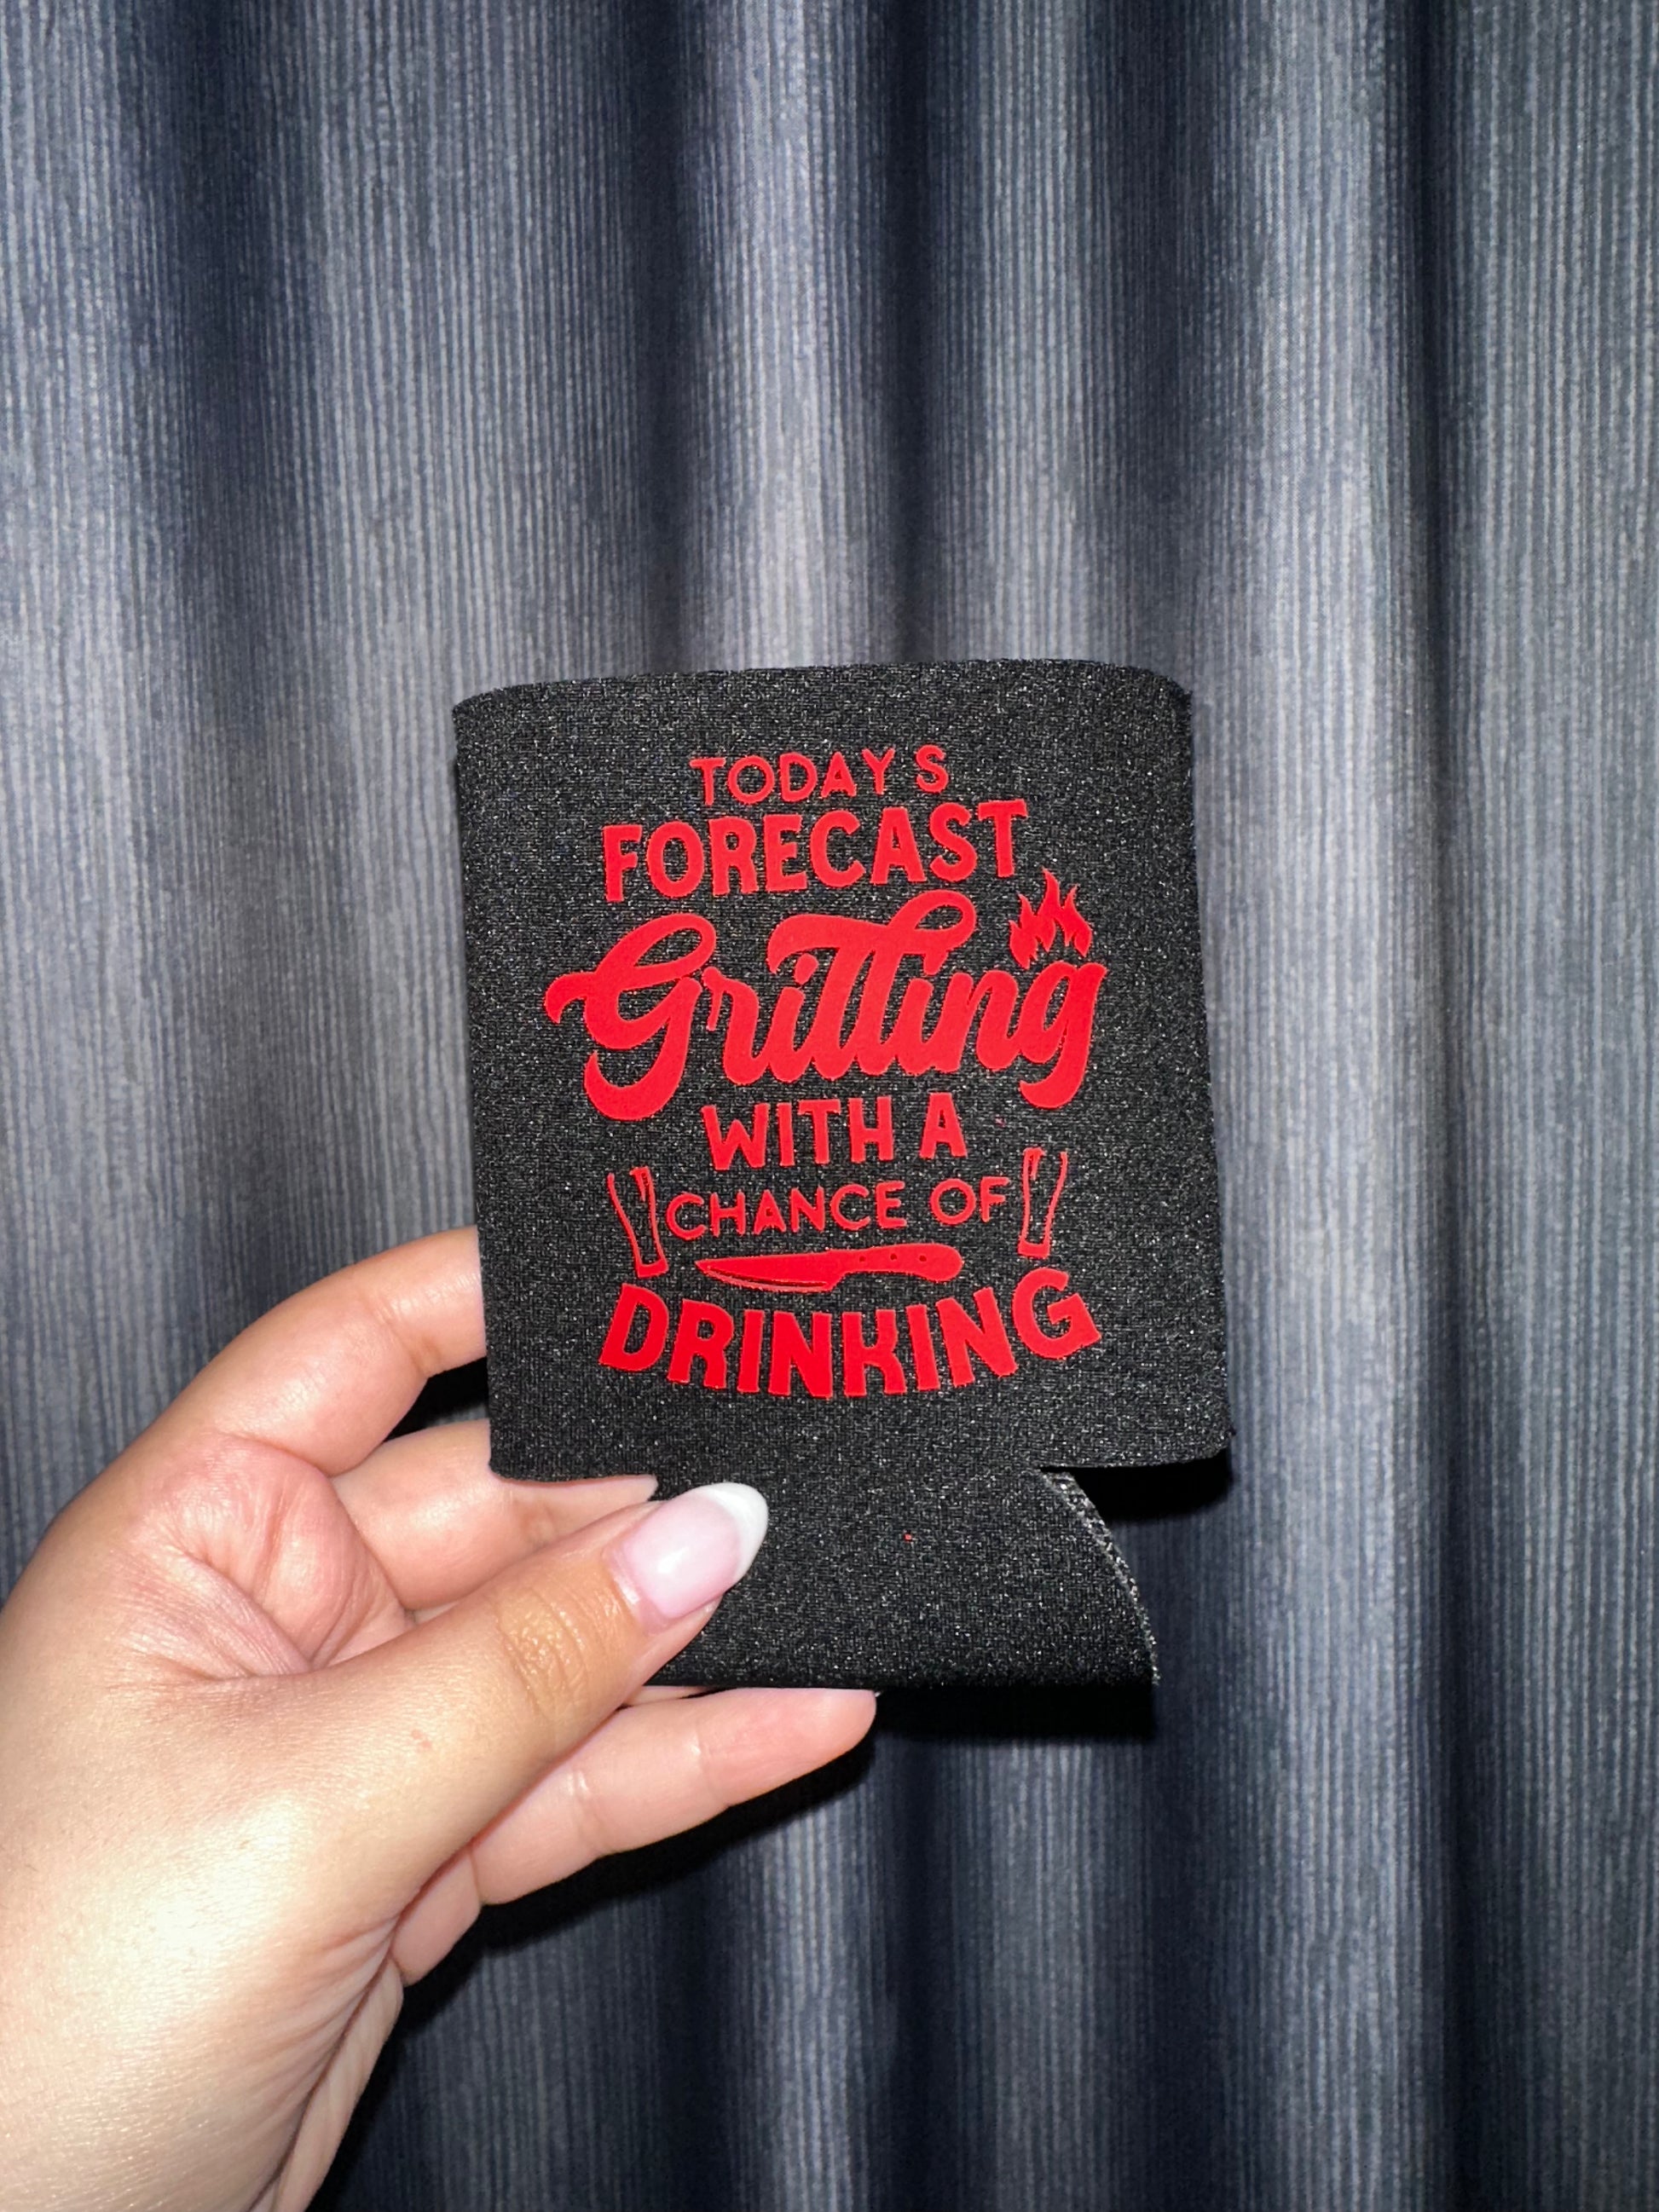 TODAY S
FORECAST
Grilling
WITH A
CHANCE OF
DRINKING